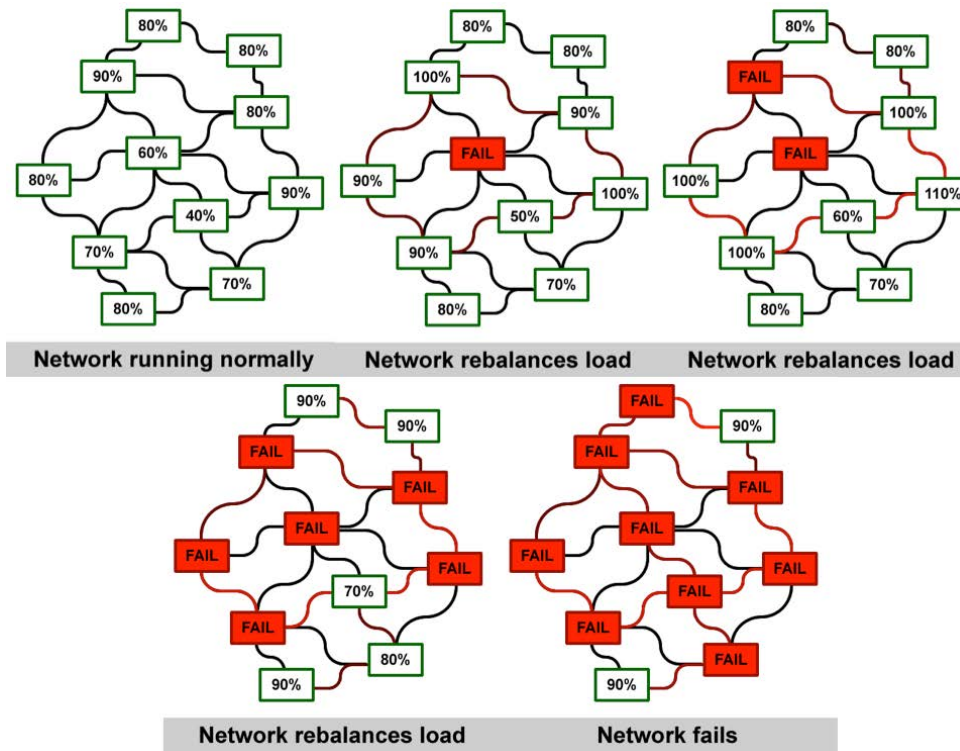 80%
80%
90%
80%
60%
80%
90%
40%
70%
70%
80%
Network running normally
80%
80%
100%
90%
FAIL
90%
100%
50%
90%
70%
80%
Network rebalances load
80%
80%
FAIL
100%
FAIL
100%
110%
60%
100%
70%
80%
Network rebalances load
90%
90%
FAIL
FAIL
FAIL
FAIL
FAIL
70%
FAIL
80%
90%
Network rebalances load
FAIL
90%
FAIL
FAIL
FAIL
FAIL
FAIL
FAIL
FAIL
FAIL
90%
Network fails